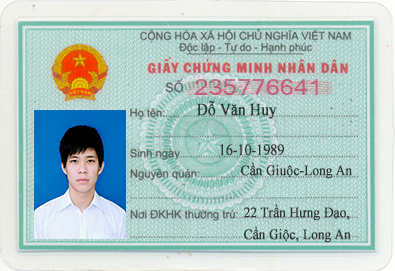 CỘNG HÒA XÃ HỘI CHỦ NGHĨA VIỆT NAM
Độc lập - Tự do - Hạnh phúc
GIẤY CHỨNG MINH NHÂN DÂN
SỐ 235776641
Họ tên: Đỗ Văn Huy
Sinh ngày 16-10-1989
Nguyên quán: Cần Giuộc-Long An
Nơi ĐKHK thường trú: 22 Trần Hưng Đạo,
Cần Giộc, Long An